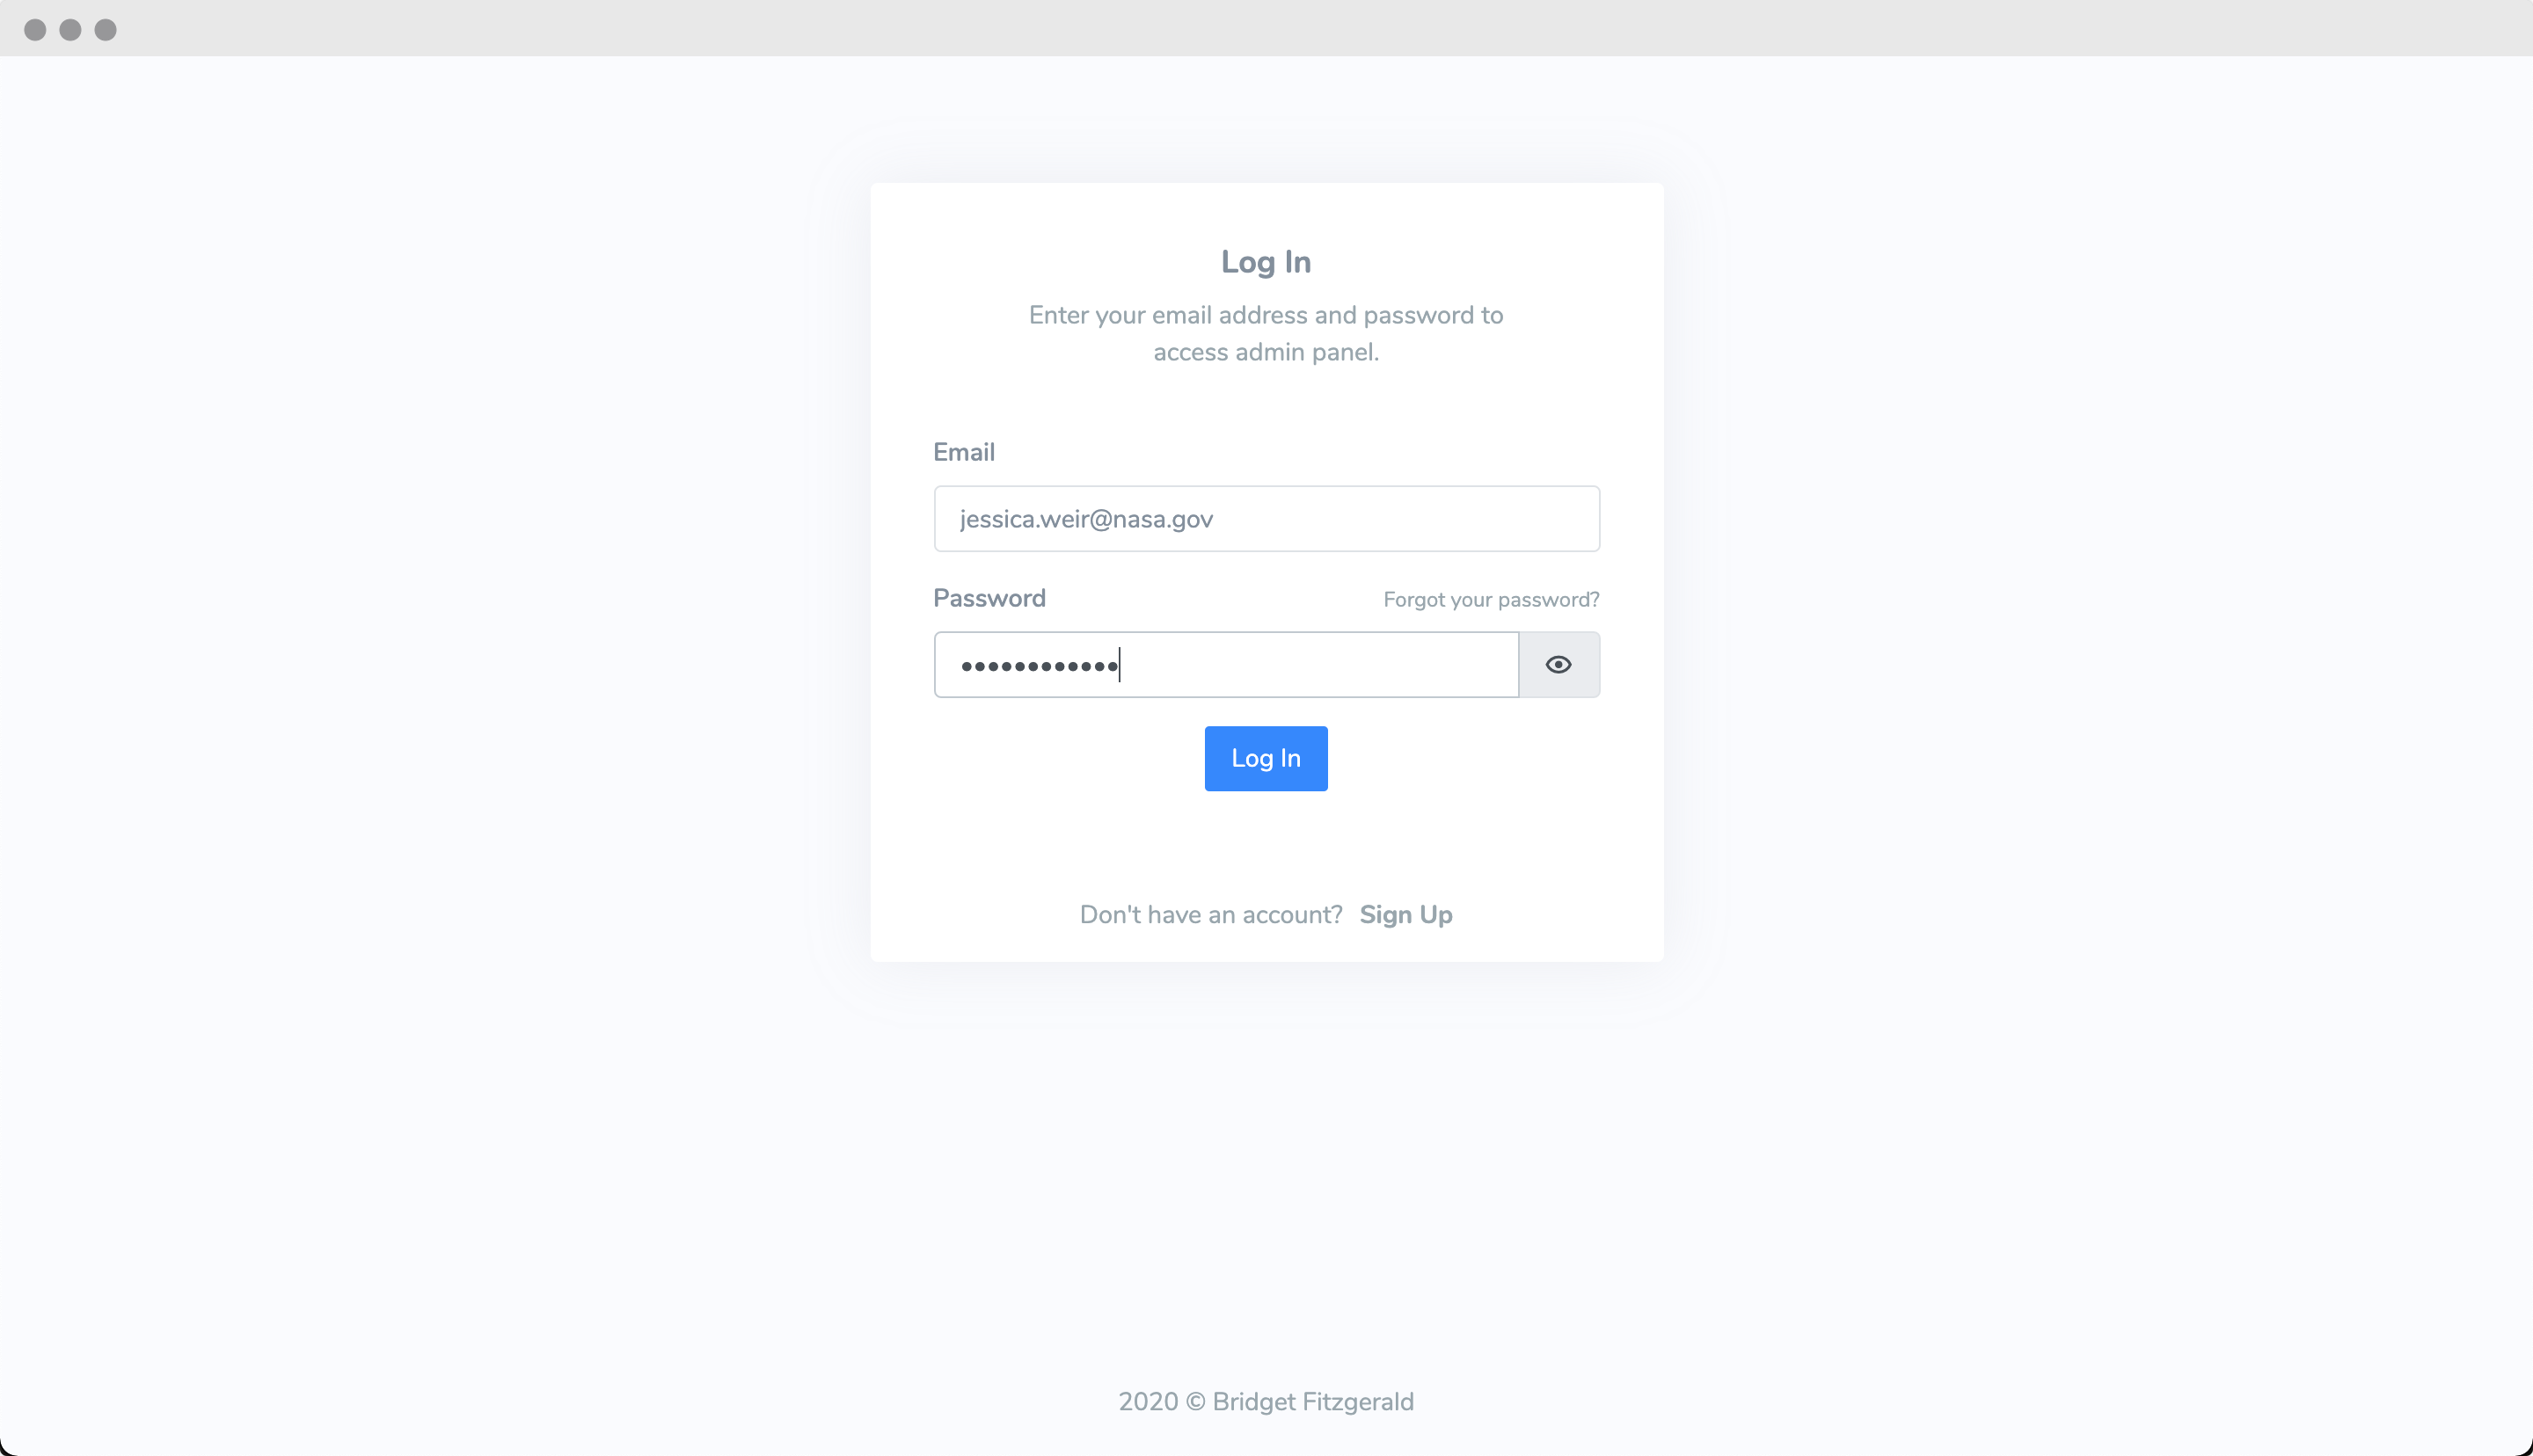 Log In
Enter your email address and password to
access admin panel.
Email
jessica.weir@nasa.gov
Password Forgot your password?
••••••••••••
Log In
Don't have an account? Sign Up
2020 © Bridget Fitzgerald